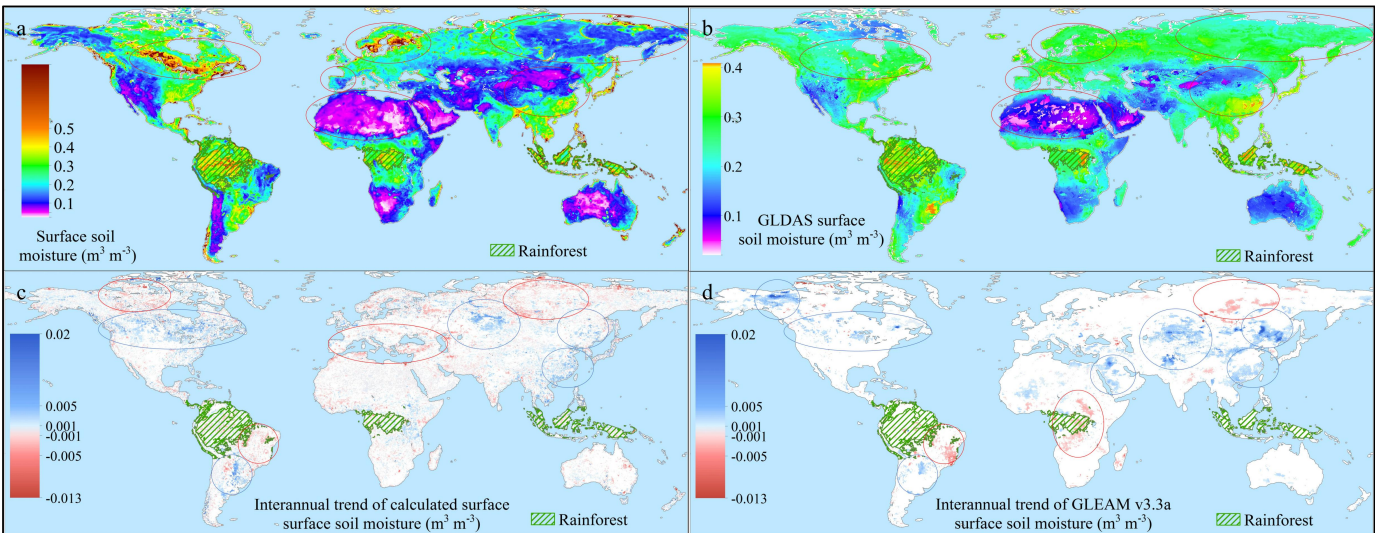 a
0.5
0.4
0.3
0.2
0.1
Surface soil
moisture (m³ m⁻³)
Rainforest
b
0.4
0.3
0.2
0.1
GLDAS surface
soil moisture (m³ m⁻³)
Rainforest
c
0.02
0.005
0.001
-0.001
-0.005
-0.013
Interannual trend of calculated surface
surface soil moisture (m³ m⁻³)
Rainforest
d
0.02
0.005
0.001
-0.001
-0.005
-0.013
Interannual trend of GLEAM v3.3a
surface soil moisture (m³ m⁻³)
Rainforest